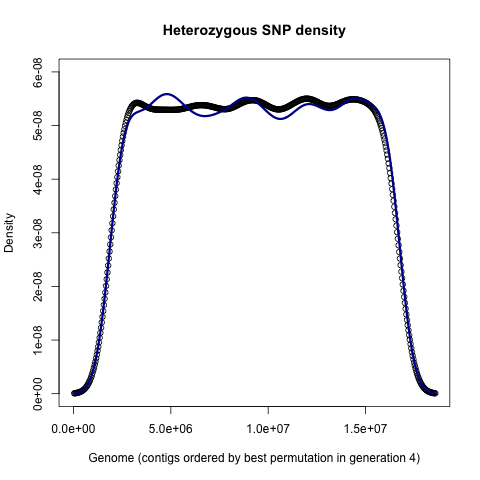 Heterozygous SNP density
6e-08
5e-08
4e-08
3e-08
2e-08
1e-08
0e+00
Density
0.0e+00 5.0e+06 1.0e+07 1.5e+07
Genome (contigs ordered by best permutation in generation 4)